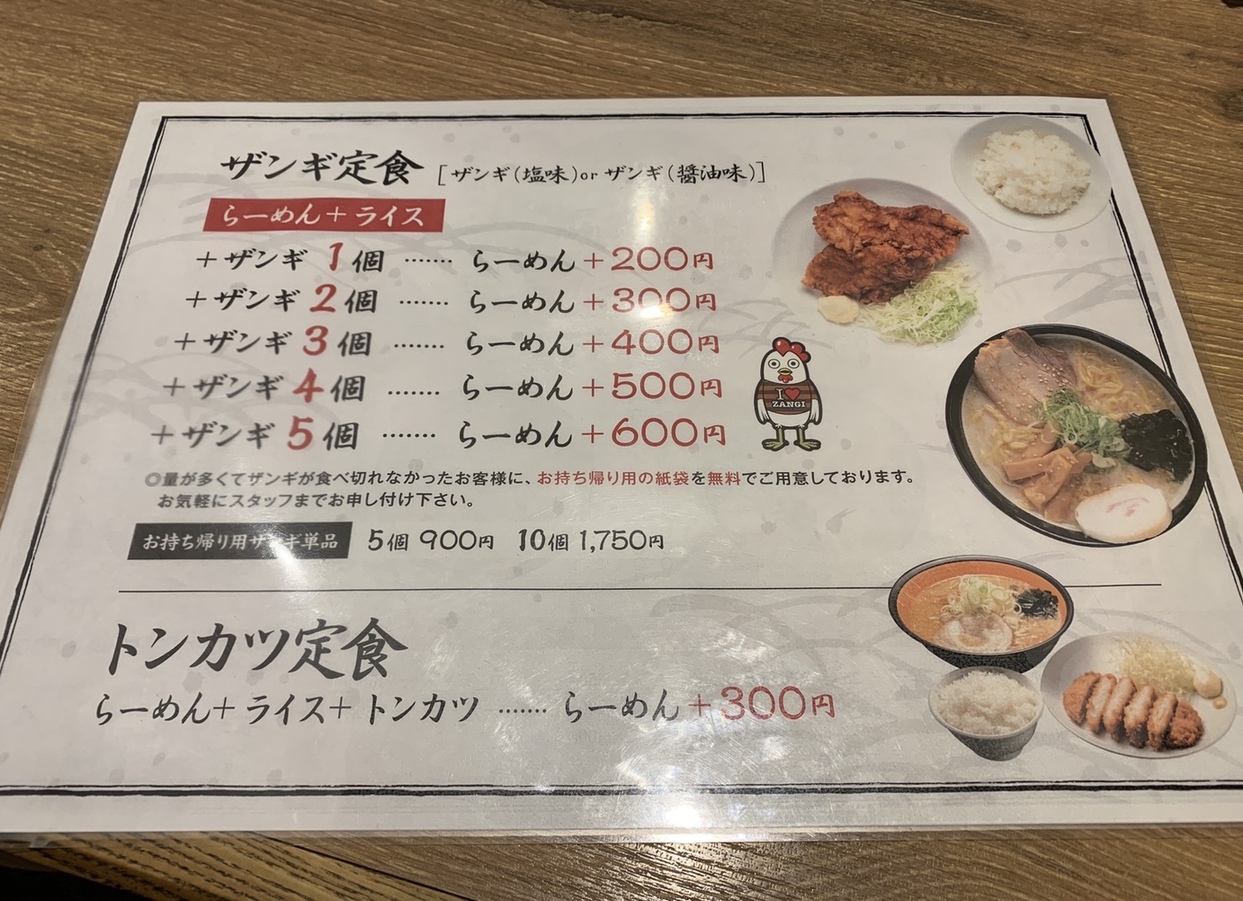 ザンギ定食 [ザンギ(塩味)or ザンギ(醤油味)]
らーめん＋ライス
＋ザンギ 1個 ……… らーめん＋200円
＋ザンギ 2個 ……… らーめん＋300円
＋ザンギ 3個 ……… らーめん＋400円
＋ザンギ 4個 ……… らーめん＋500円
＋ザンギ 5個 ……… らーめん＋600円
I ♥
ZANGI
◎量が多くてザンギが食べ切れなかったお客様に、お持ち帰り用の紙袋を無料でご用意しております。
お気軽にスタッフまでお申し付け下さい。
お持ち帰り用ザンギ単品 5個 900円 10個 1,750円
トンカツ定食
らーめん＋ライス＋トンカツ ……… らーめん＋300円